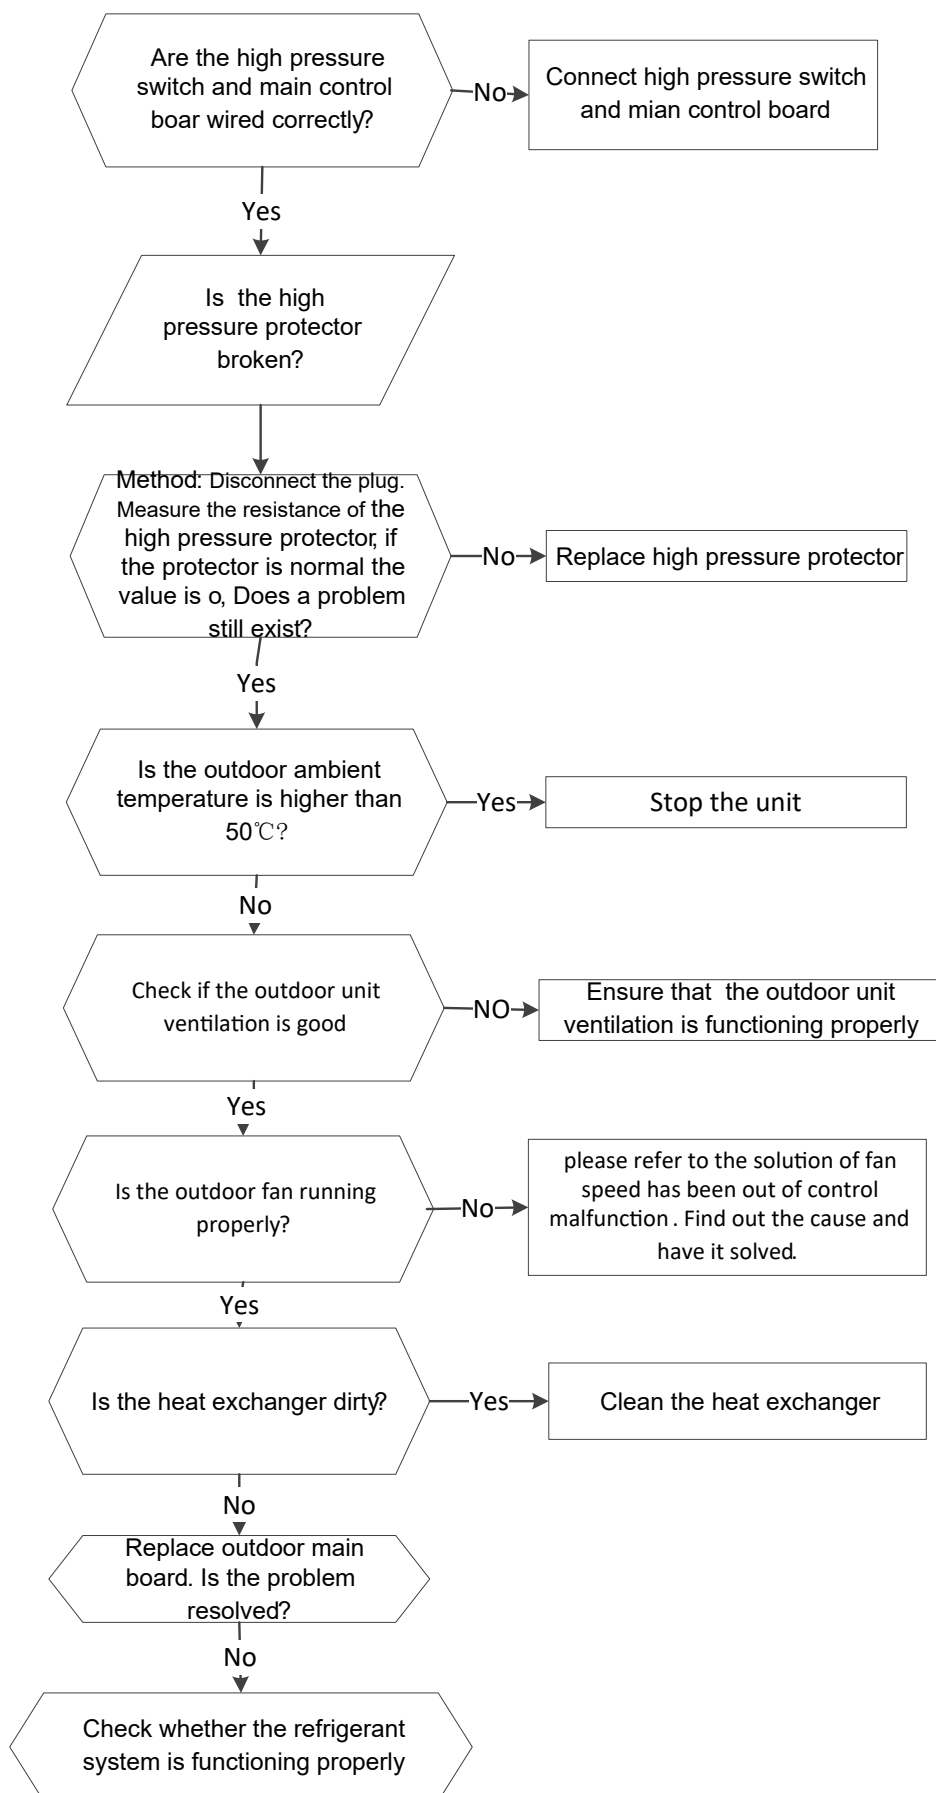 Are the high pressure
switch and main control
boar wired correctly?
No
Connect high pressure switch
and mian control board
Yes
Is the high
pressure protector
broken?
Method: Disconnect the plug.
Measure the resistance of the
high pressure protector, if
the protector is normal the
value is o, Does a problem
still exist?
No
Replace high pressure protector
Yes
Is the outdoor ambient
temperature is higher than
50℃?
Yes
Stop the unit
No
Check if the outdoor unit
ventilation is good
NO
Ensure that the outdoor unit
ventilation is functioning properly
Yes
Is the outdoor fan running
properly?
No
please refer to the solution of fan
speed has been out of control
malfunction . Find out the cause and
have it solved.
Yes
Is the heat exchanger dirty?
Yes
Clean the heat exchanger
No
Replace outdoor main
board. Is the problem
resolved?
No
Check whether the refrigerant
system is functioning properly